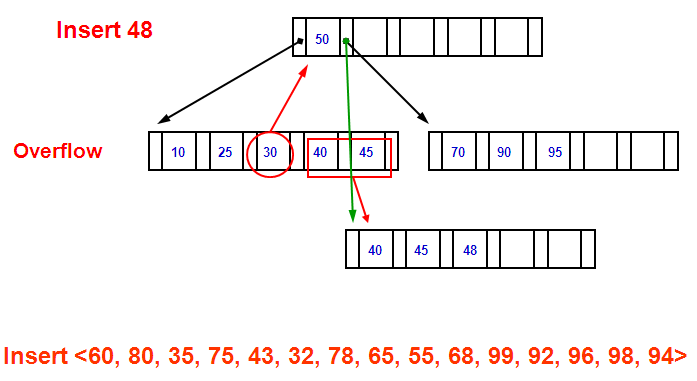 Insert 48
50
Overflow
10 25 30 40 45
70 90 95
40 45 48
Insert <60, 80, 35, 75, 43, 32, 78, 65, 55, 68, 99, 92, 96, 98, 94>